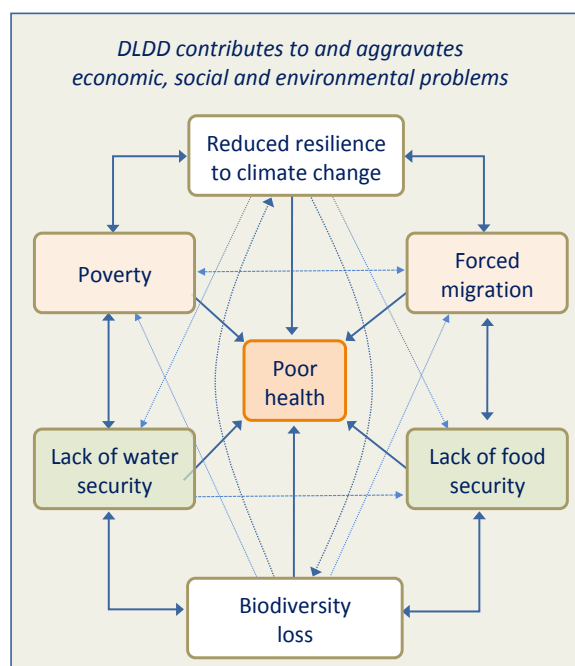 DLDD contributes to and aggravates
economic, social and environmental problems
Reduced resilience
to climate change
Poverty
Forced
migration
Poor
health
Lack of water
security
Lack of food
security
Biodiversity
loss